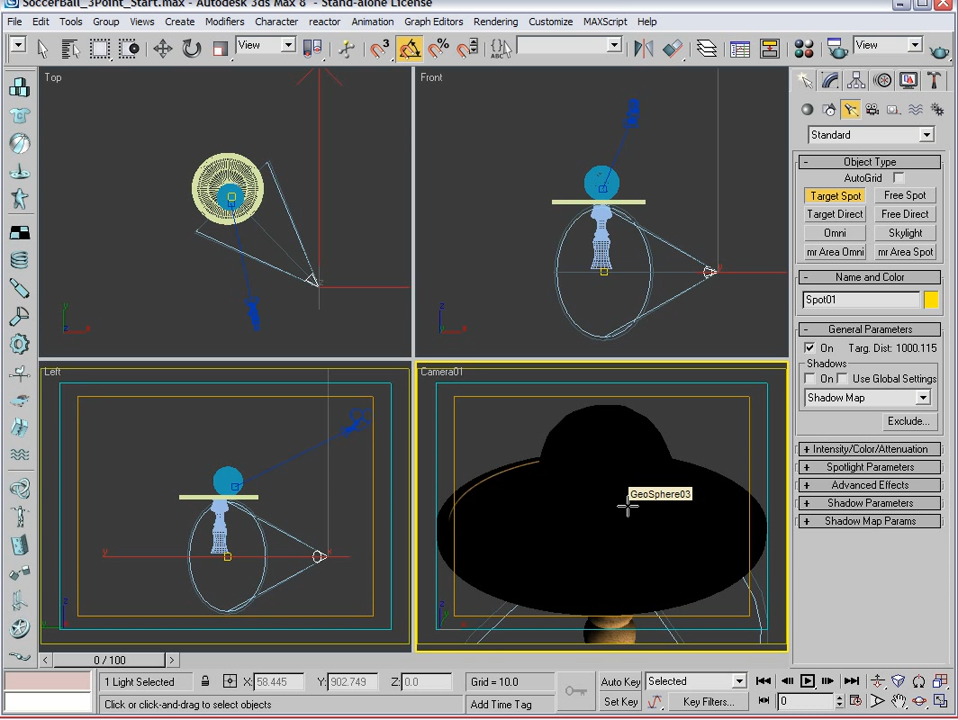 SoccerBall_3Point_Start.max - Autodesk 3ds Max 8 - Stand-alone License
File Edit Tools Group Views Create Modifiers Character reactor Animation Graph Editors Rendering Customize MAXScript Help
View
3
%
ABC
View
Top
Front
Left
Camera01
GeoSphere03
Standard
- Object Type
AutoGrid
Target Spot Free Spot
Target Direct Free Direct
Omni Skylight
mr Area Omni mr Area Spot
- Name and Color
Spot01
- General Parameters
On Targ. Dist: 1000.115
Shadows
On Use Global Settings
Shadow Map
Exclude...
+ Intensity/Color/Attenuation
+ Spotlight Parameters
+ Advanced Effects
+ Shadow Parameters
+ Shadow Map Params
< 0 / 100 >
1 Light Selected X: 58.445 Y: 902.749 Z: 0.0 Grid = 10.0 Auto Key Selected
Click or click-and-drag to select objects Add Time Tag Set Key Key Filters... 0